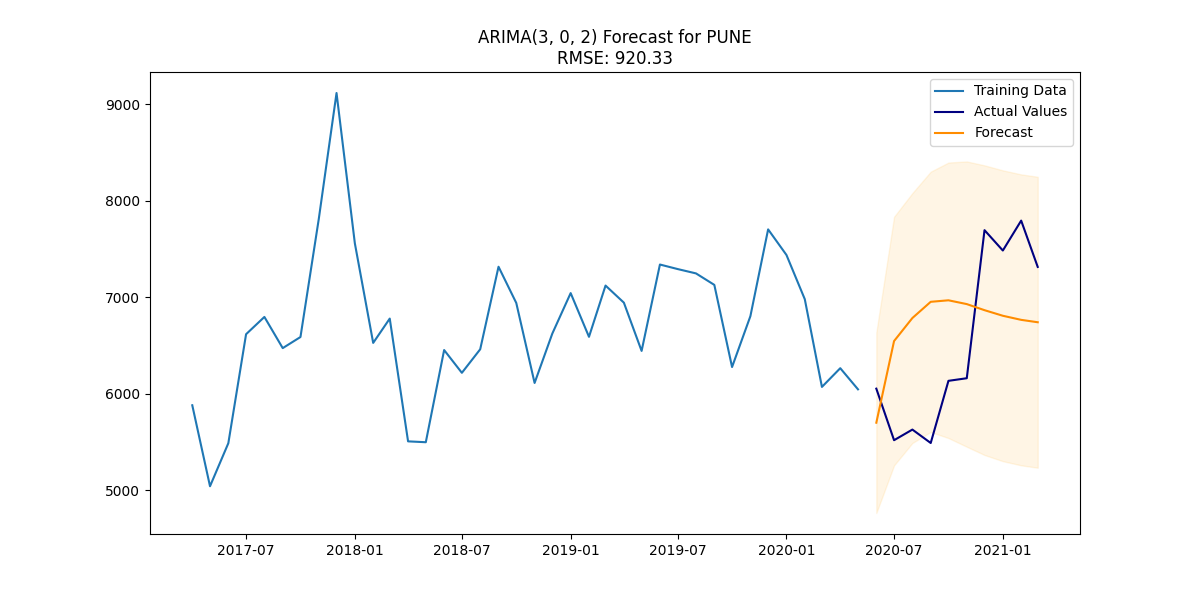 ARIMA(3, 0, 2) Forecast for PUNE
RMSE: 920.33
Training Data
Actual Values
Forecast
9000
8000
7000
6000
5000
2017-07 2018-01 2018-07 2019-01 2019-07 2020-01 2020-07 2021-01